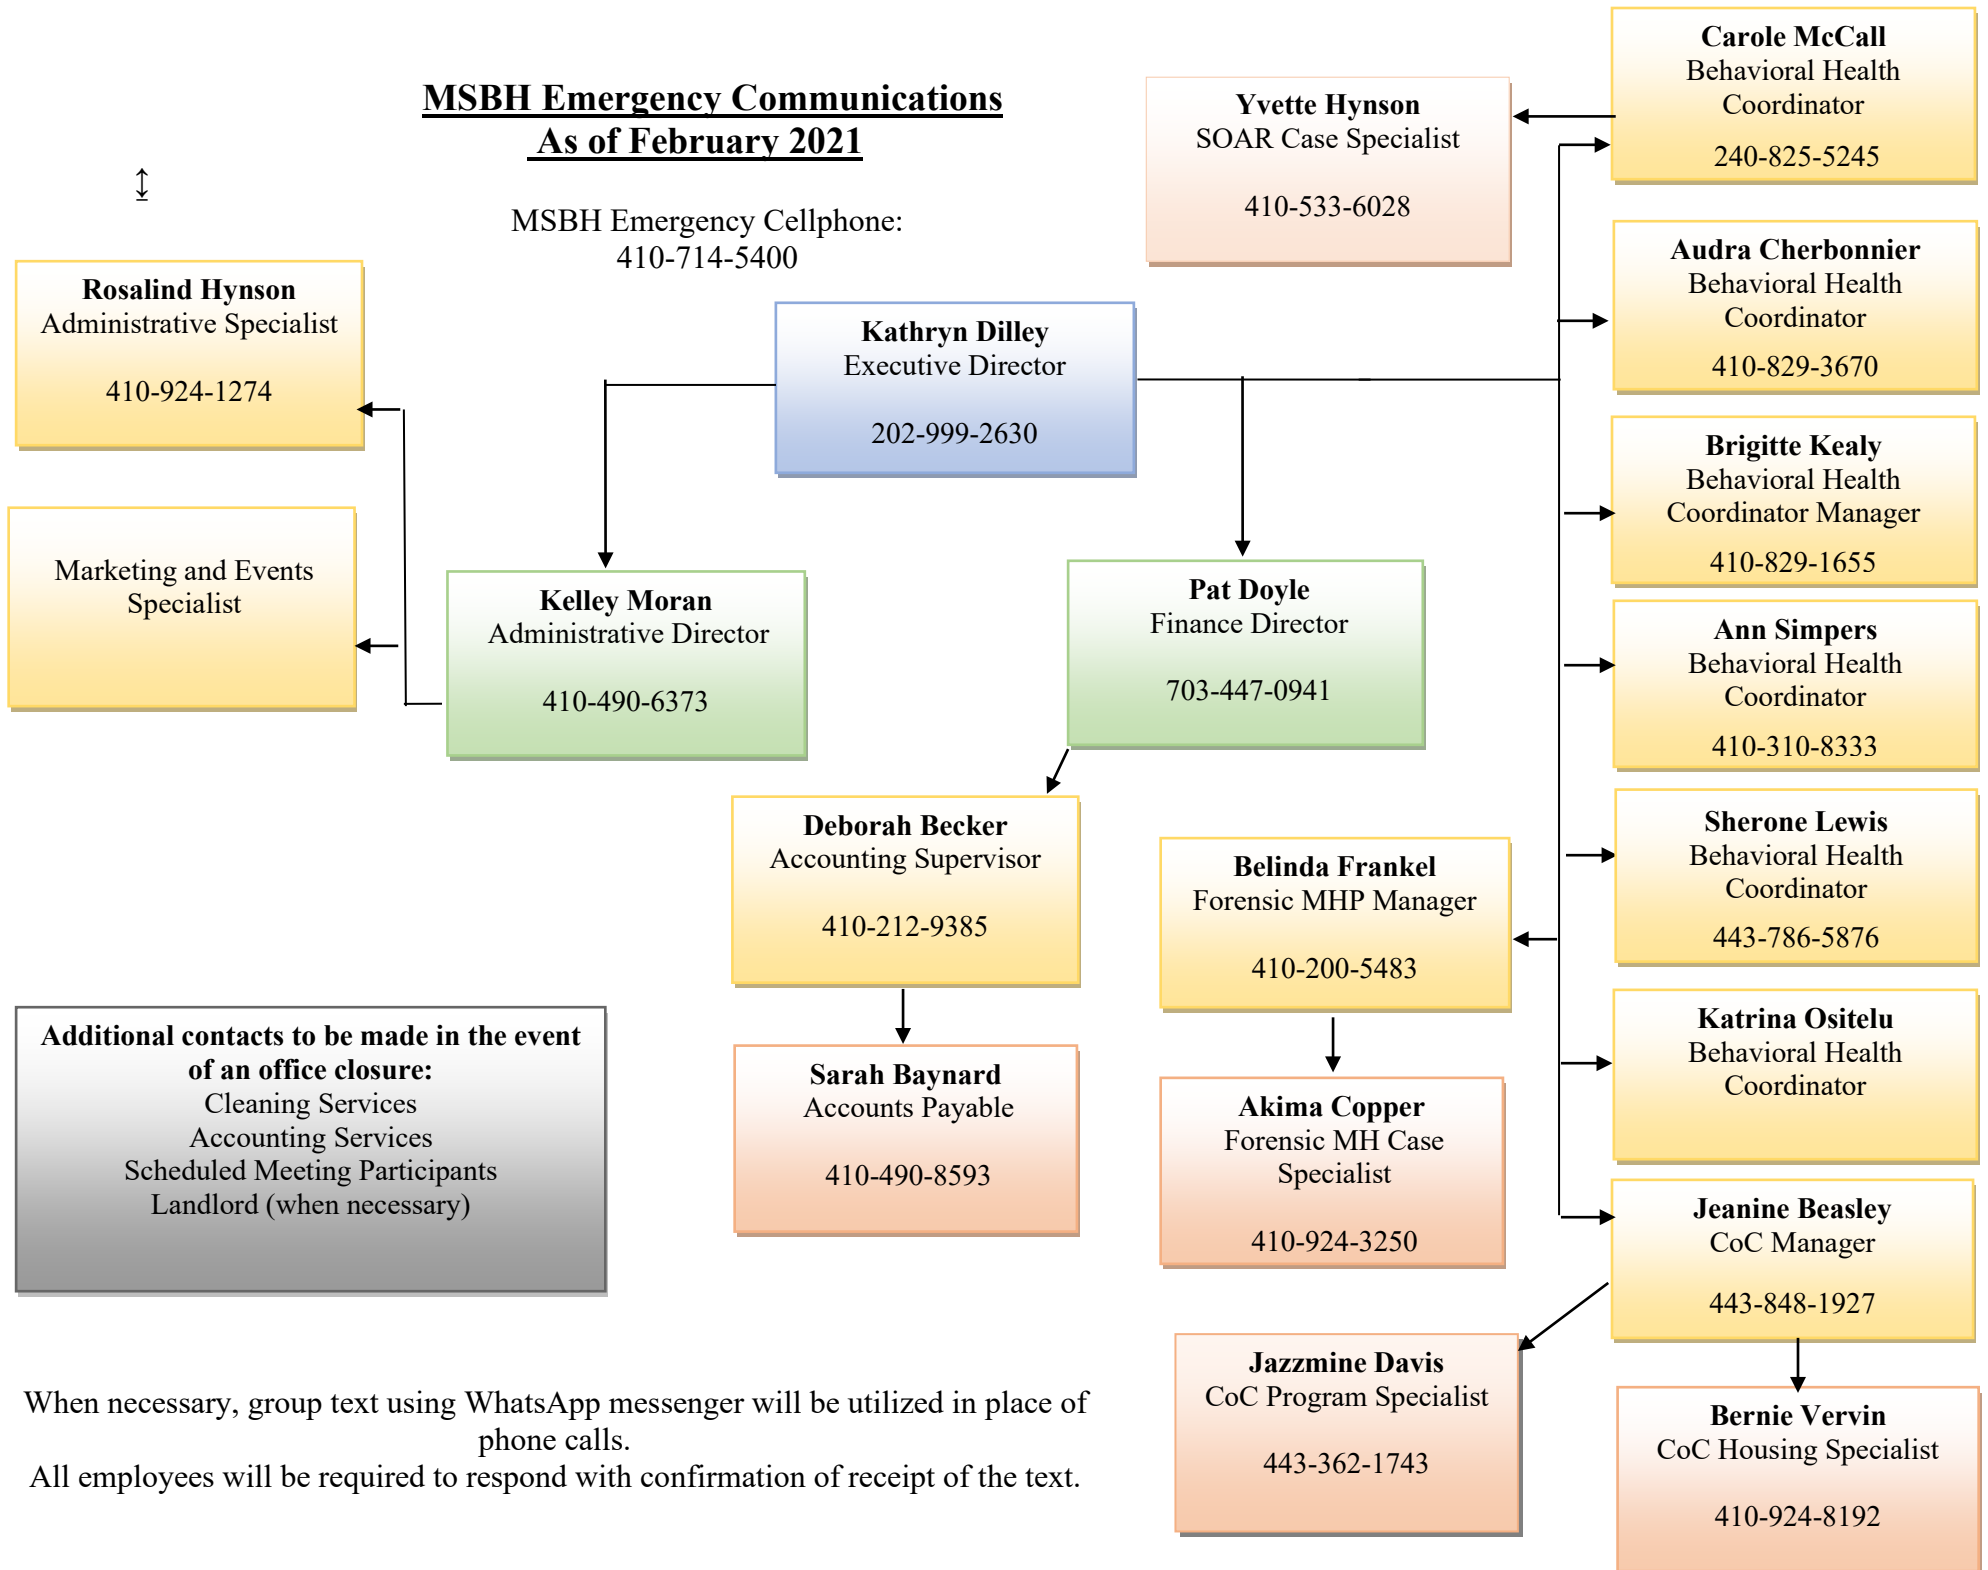 MSBH Emergency Communications
As of February 2021
↨
MSBH Emergency Cellphone:
410-714-5400
Carole McCall
Behavioral Health
Coordinator
240-825-5245
Yvette Hynson
SOAR Case Specialist
410-533-6028
Audra Cherbonnier
Behavioral Health
Coordinator
410-829-3670
Rosalind Hynson
Administrative Specialist
410-924-1274
Kathryn Dilley
Executive Director
202-999-2630
Brigitte Kealy
Behavioral Health
Coordinator Manager
410-829-1655
Marketing and Events
Specialist
Kelley Moran
Administrative Director
410-490-6373
Pat Doyle
Finance Director
703-447-0941
Ann Simpers
Behavioral Health
Coordinator
410-310-8333
Deborah Becker
Accounting Supervisor
410-212-9385
Belinda Frankel
Forensic MHP Manager
410-200-5483
Sherone Lewis
Behavioral Health
Coordinator
443-786-5876
Katrina Ositelu
Behavioral Health
Coordinator
Additional contacts to be made in the event
of an office closure:
Cleaning Services
Accounting Services
Scheduled Meeting Participants
Landlord (when necessary)
Sarah Baynard
Accounts Payable
410-490-8593
Akima Copper
Forensic MH Case
Specialist
410-924-3250
Jeanine Beasley
CoC Manager
443-848-1927
Jazzmine Davis
CoC Program Specialist
443-362-1743
Bernie Vervin
CoC Housing Specialist
410-924-8192
When necessary, group text using WhatsApp messenger will be utilized in place of
phone calls.
All employees will be required to respond with confirmation of receipt of the text.